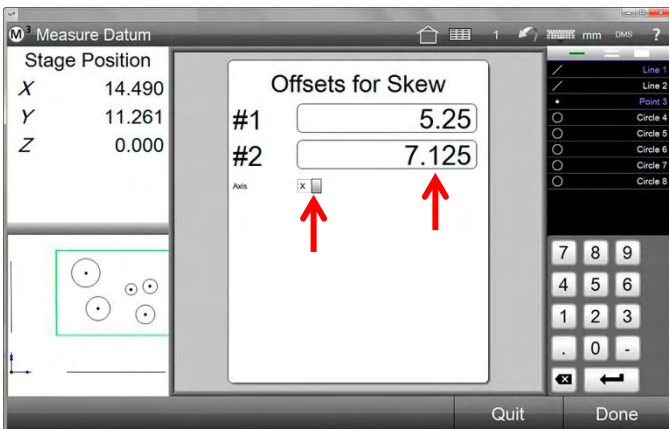 M³ Measure Datum
1 mm DMS ?
Stage Position
X 14.490
Y 11.261
Z 0.000
Offsets for Skew
#1 5.25
#2 7.125
Axis X
Line 1
Line 2
Point 3
Circle 4
Circle 5
Circle 6
Circle 7
Circle 8
7 8 9
4 5 6
1 2 3
. 0 -
Quit Done